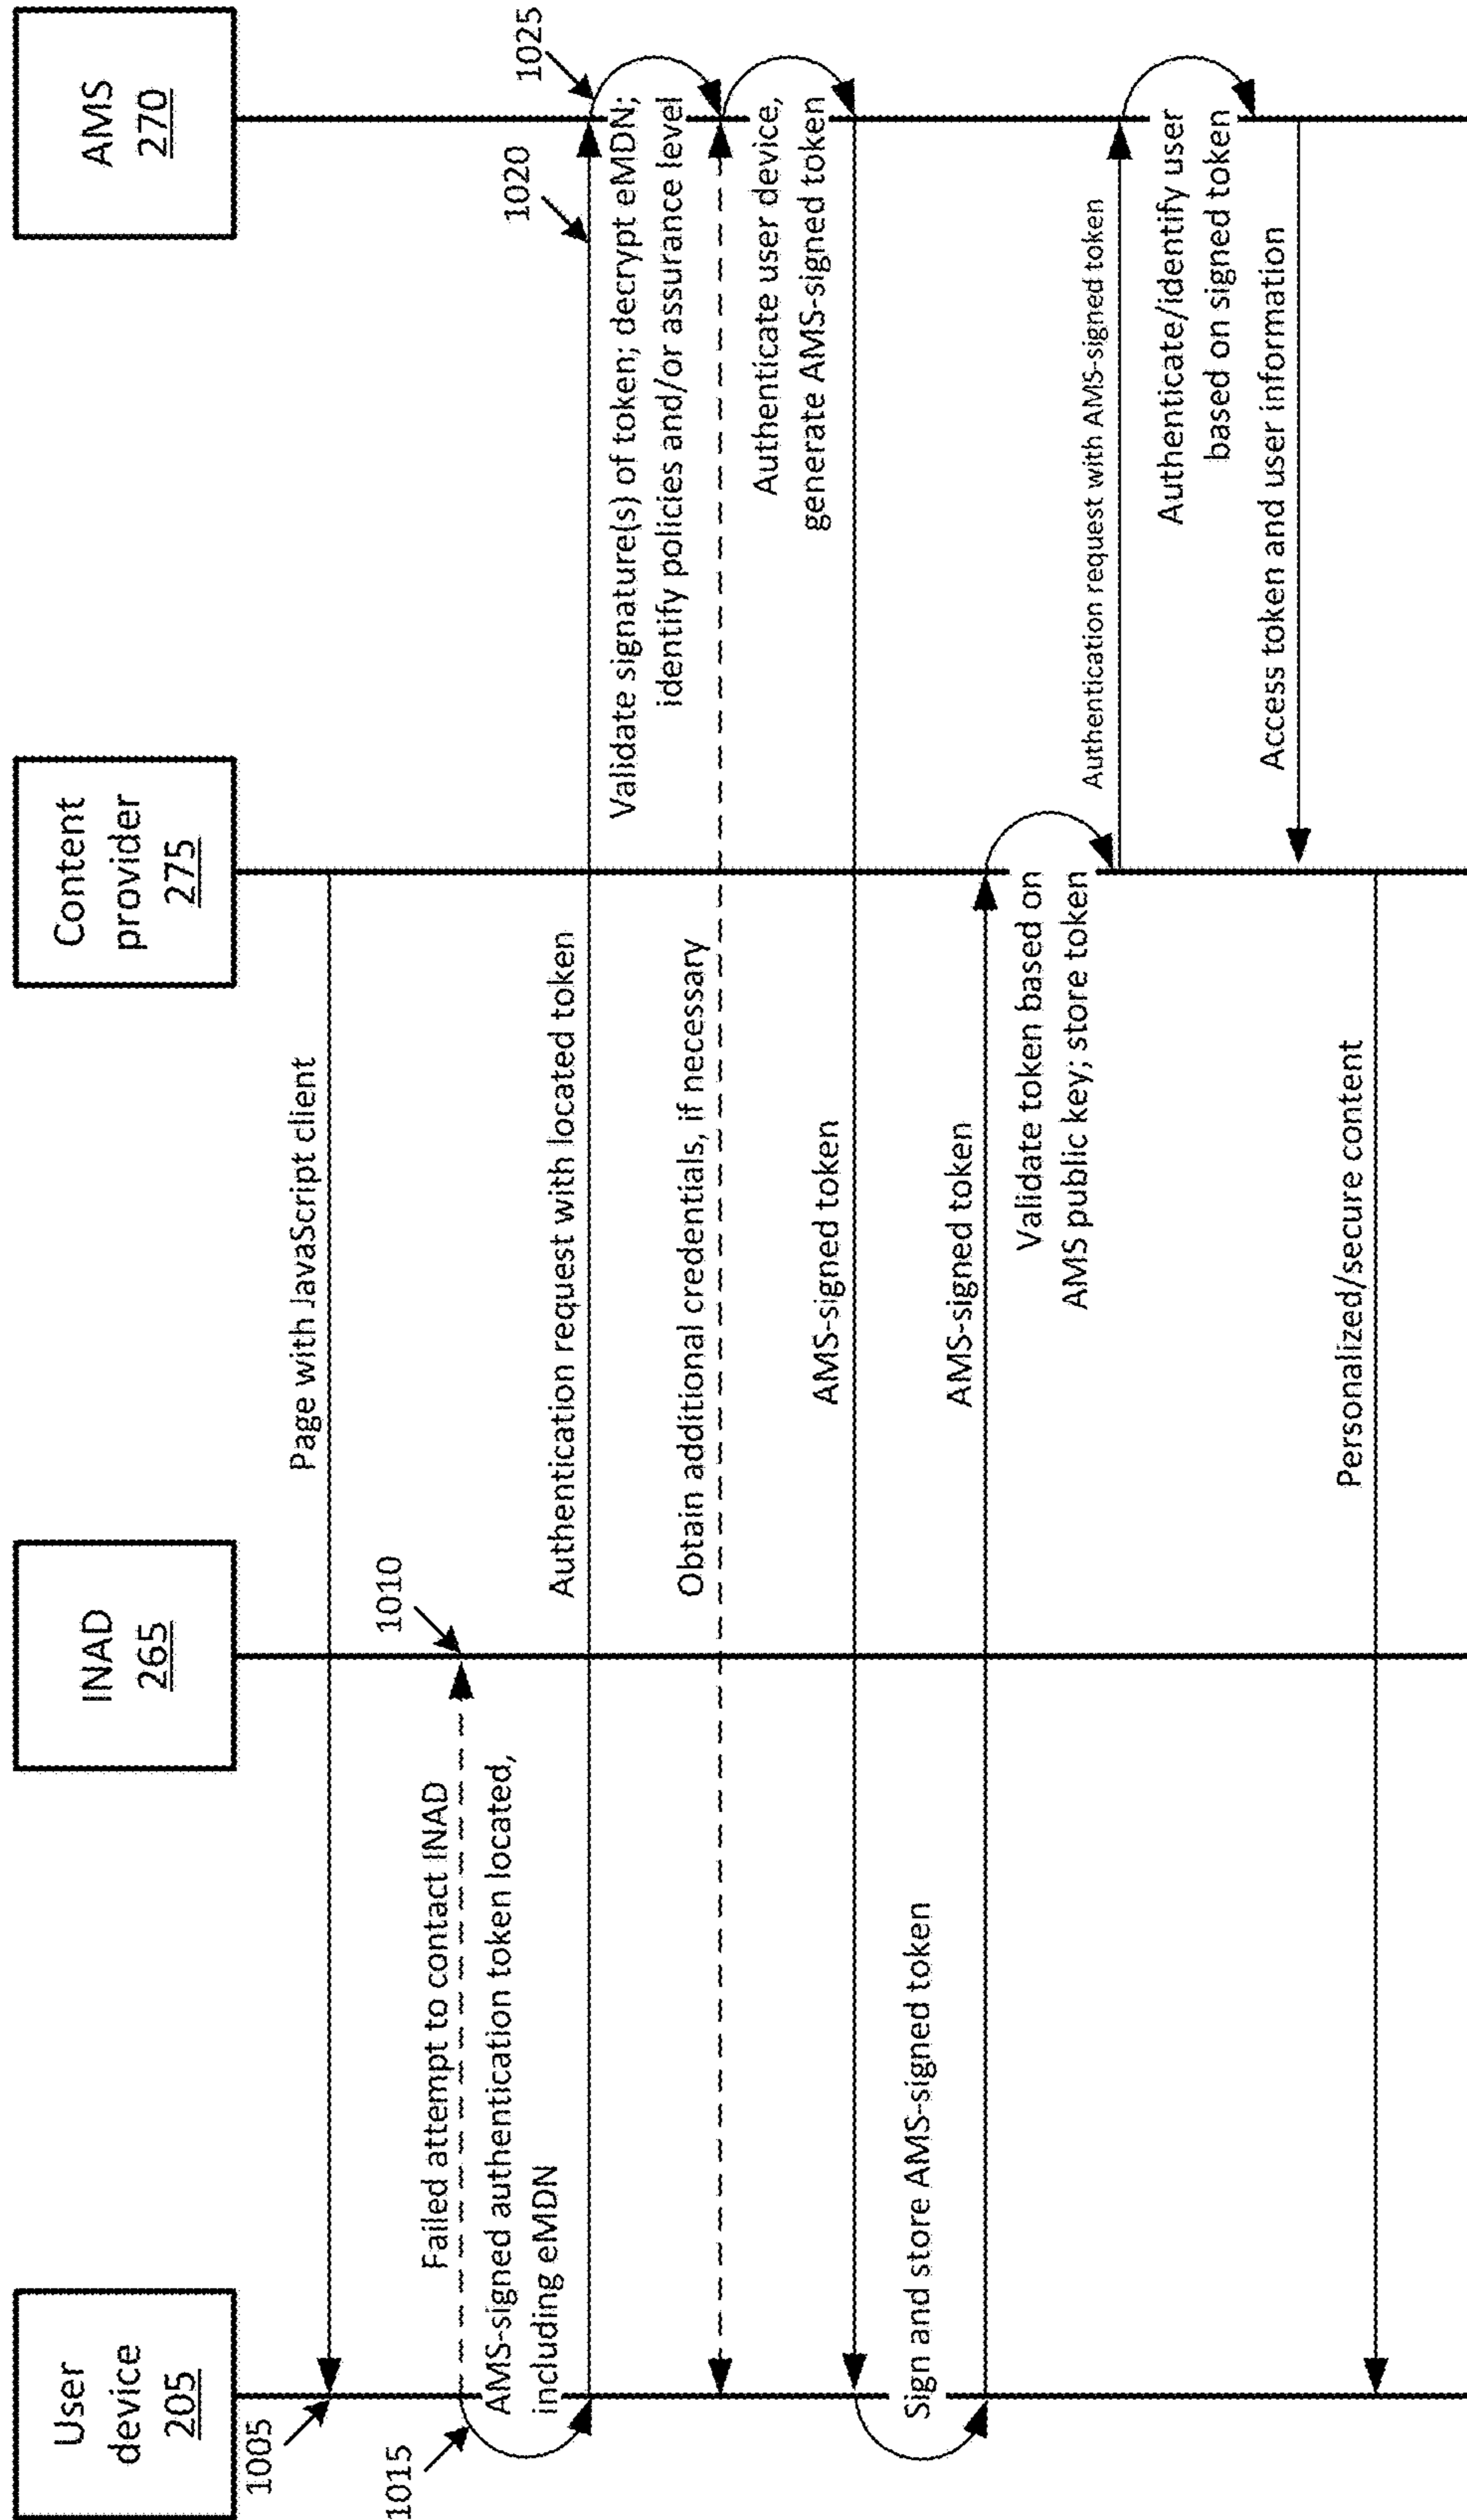 User
device
205
INAD
265
Content
provider
275
AMS
270
1005
Page with JavaScript client
1010
Failed attempt to contact INAD
1015
AMS-signed authentication token located,
including eMDN
1020
Authentication request with located token
1025
Validate signature(s) of token; decrypt eMDN;
identify policies and/or assurance level
Obtain additional credentials, if necessary
Authenticate user device,
generate AMS-signed token
AMS-signed token
Sign and store AMS-signed token
AMS-signed token
Validate token based on
AMS public key; store token
Authentication request with AMS-signed token
Authenticate/identify user
based on signed token
Access token and user information
Personalized/secure content